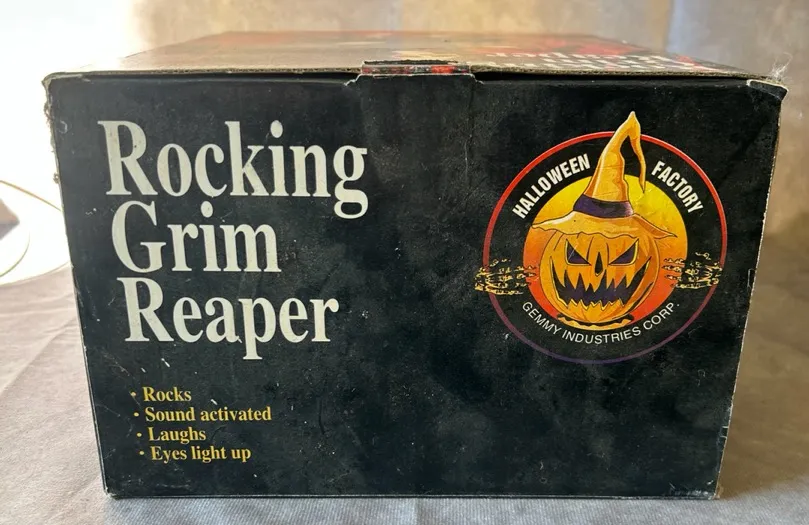 Rocking
Grim
Reaper
• Rocks
• Sound activated
• Laughs
• Eyes light up
HALLOWEEN FACTORY
GEMMY INDUSTRIES CORP.